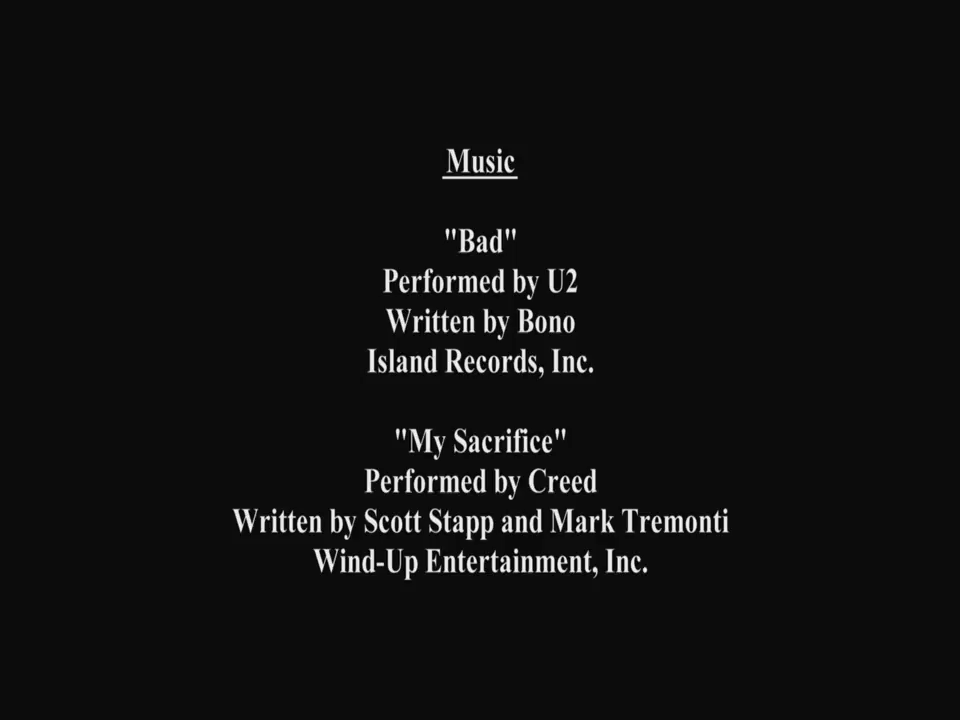 Music
"Bad"
Performed by U2
Written by Bono
Island Records, Inc.
"My Sacrifice"
Performed by Creed
Written by Scott Stapp and Mark Tremonti
Wind-Up Entertainment, Inc.